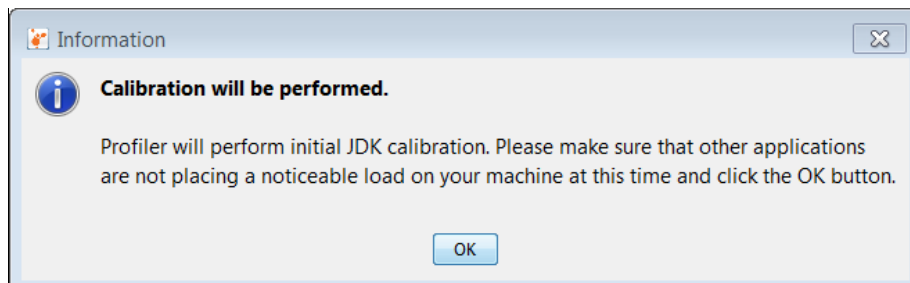 Information
Calibration will be performed.
Profiler will perform initial JDK calibration. Please make sure that other applications
are not placing a noticeable load on your machine at this time and click the OK button.
OK